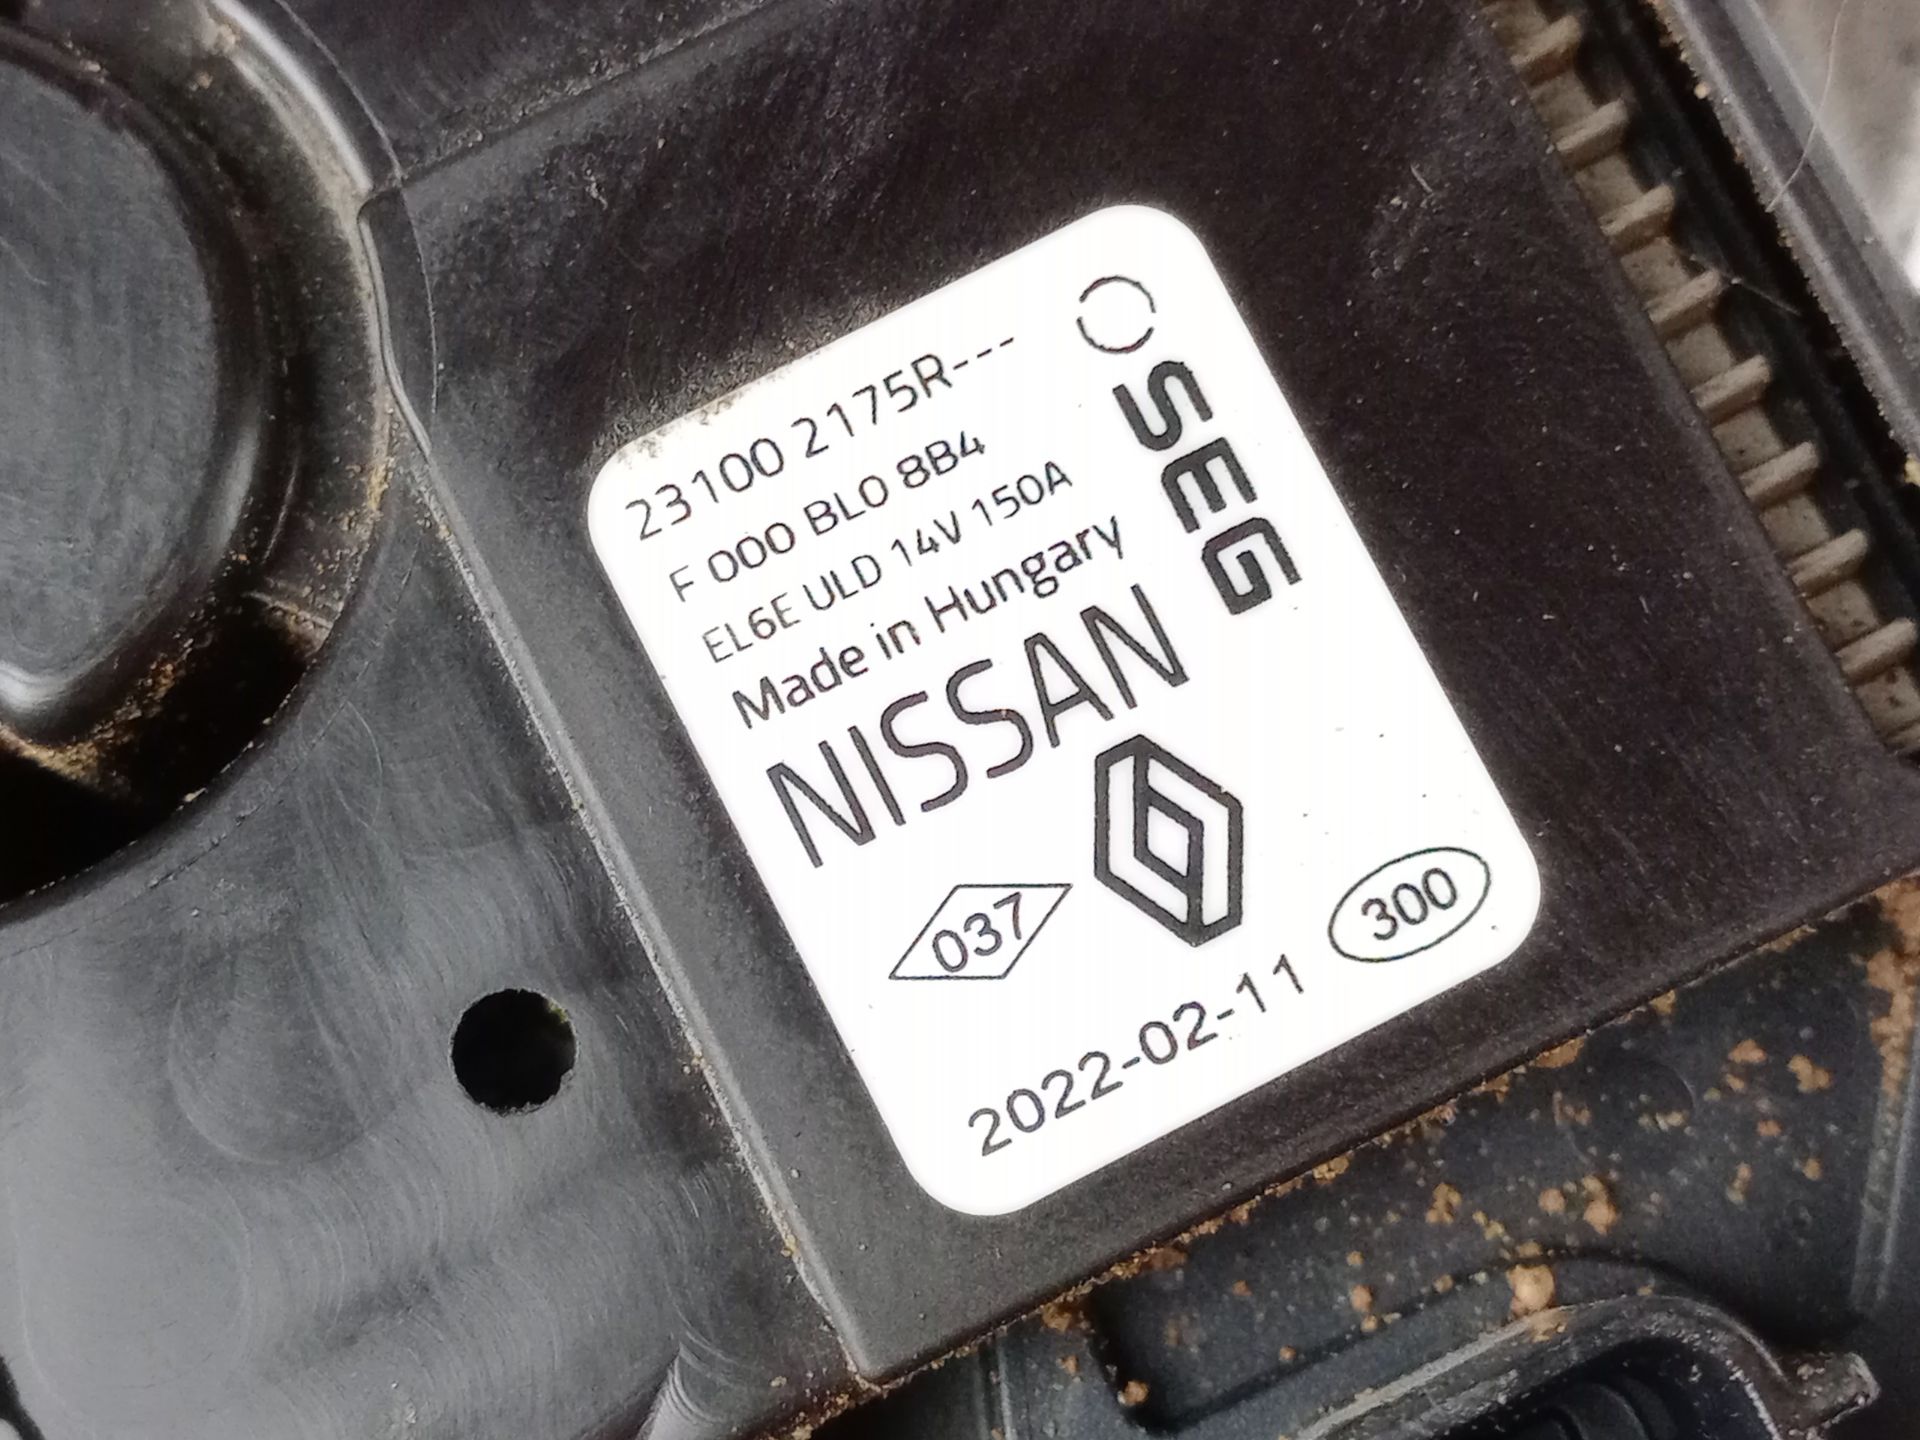 23100 2175R---
F 000 BL0 8B4
EL6E ULD 14V 150A
Made in Hungary
SEG
NISSAN
037
300
2022-02-11